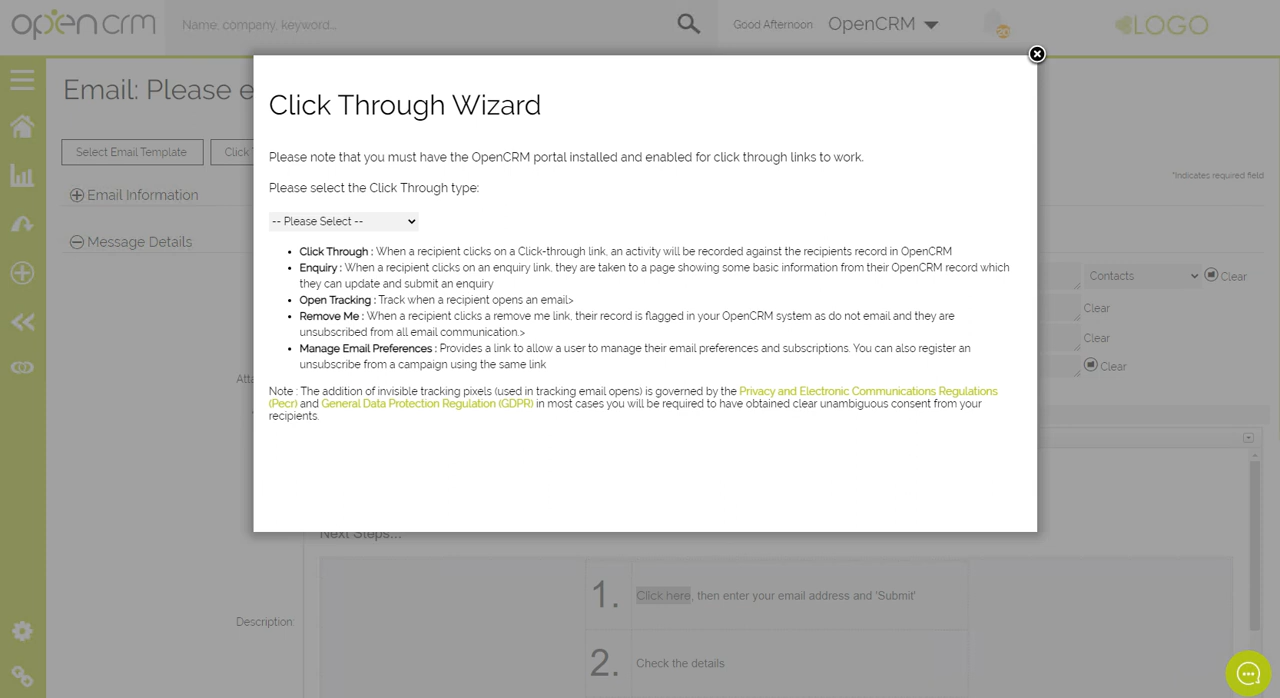 opencrm
Name, company, keyword...
Good Afternoon
OpenCRM
20
LOGO
Email: Please e
Select Email Template
Click
*Indicates required field
Email Information
Message Details
Click Through Wizard
Please note that you must have the OpenCRM portal installed and enabled for click through links to work.
Please select the Click Through type:
-- Please Select --
• Click Through : When a recipient clicks on a Click-through link, an activity will be recorded against the recipients record in OpenCRM
• Enquiry : When a recipient clicks on an enquiry link, they are taken to a page showing some basic information from their OpenCRM record which
they can update and submit an enquiry
• Open Tracking : Track when a recipient opens an email>
• Remove Me : When a recipient clicks a remove me link, their record is flagged in your OpenCRM system as do not email and they are
unsubscribed from all email communication.>
• Manage Email Preferences : Provides a link to allow a user to manage their email preferences and subscriptions. You can also register an
unsubscribe from a campaign using the same link
Note : The addition of invisible tracking pixels (used in tracking email opens) is governed by the Privacy and Electronic Communications Regulations
(Pecr) and General Data Protection Regulation (GDPR) in most cases you will be required to have obtained clear unambiguous consent from your
recipients.
Contacts
Clear
Clear
Clear
Clear
Atta
Next Steps...
Description:
1.
Click here, then enter your email address and 'Submit'
2.
Check the details